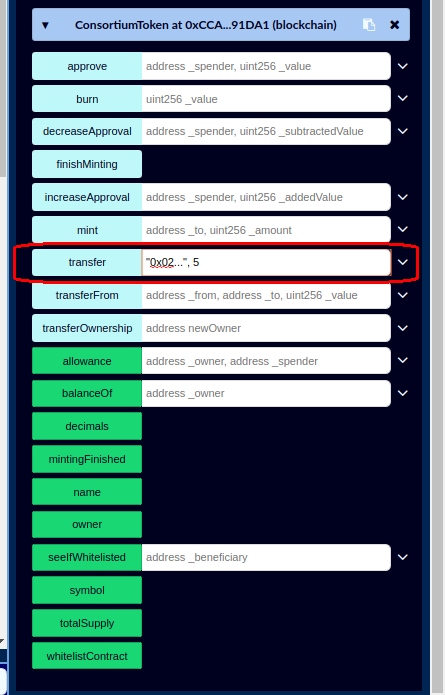 ConsortiumToken at 0xCCA...91DA1 (blockchain)
approve address _spender, uint256 _value
burn uint256 _value
decreaseApproval address _spender, uint256 _subtractedValue
finishMinting
increaseApproval address _spender, uint256 _addedValue
mint address _to, uint256 _amount
transfer "0x02...", 5
transferFrom address _from, address _to, uint256 _value
transferOwnership address newOwner
allowance address _owner, address _spender
balanceOf address _owner
decimals
mintingFinished
name
owner
seeIfWhitelisted address _beneficiary
symbol
totalSupply
whitelistContract